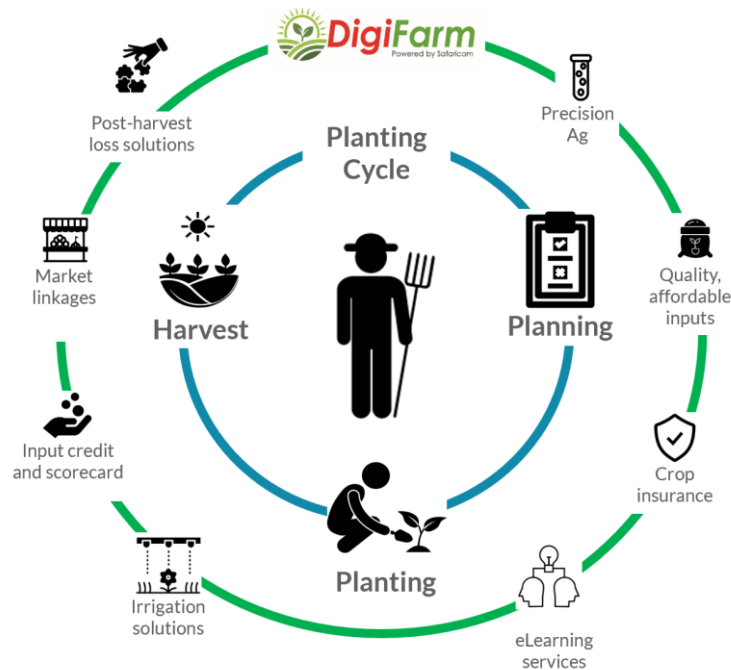 DigiFarm
Powered by Safaricom
Precision
Ag
Quality,
affordable
inputs
Crop
insurance
eLearning
services
Irrigation
solutions
Input credit
and scorecard
Market
linkages
Post-harvest
loss solutions
Planting
Cycle
Planning
Planting
Harvest